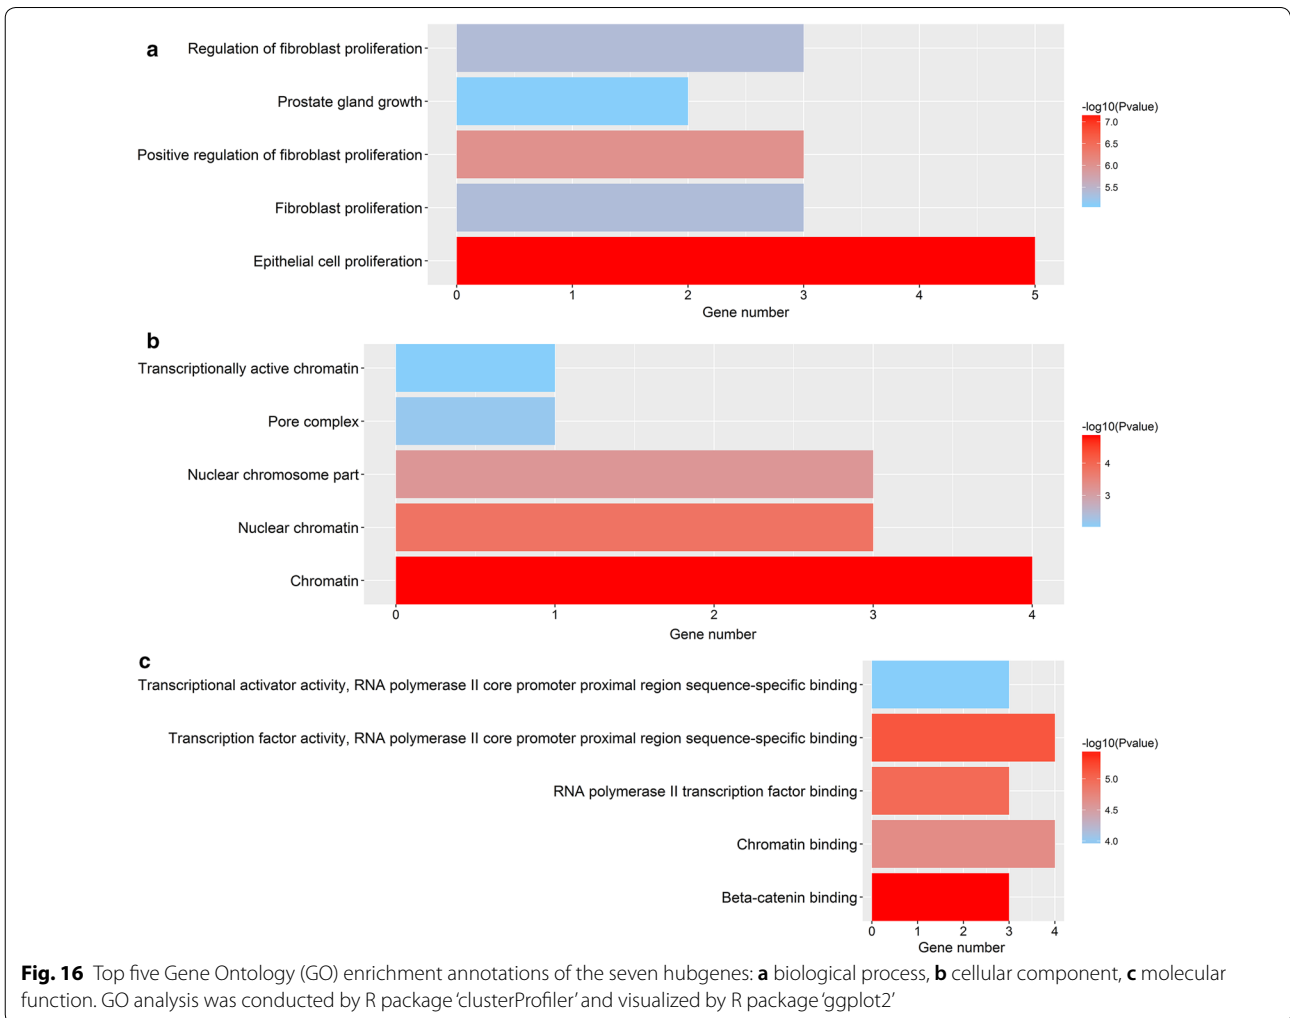 a
Regulation of fibroblast proliferation
Prostate gland growth
Positive regulation of fibroblast proliferation
Fibroblast proliferation
Epithelial cell proliferation
0 1 2 3 4 5
Gene number
-log10(Pvalue)
7.0
6.5
6.0
5.5
b
Transcriptionally active chromatin
Pore complex
Nuclear chromosome part
Nuclear chromatin
Chromatin
0 1 2 3 4
Gene number
-log10(Pvalue)
4
3
c
Transcriptional activator activity, RNA polymerase II core promoter proximal region sequence-specific binding
Transcription factor activity, RNA polymerase II core promoter proximal region sequence-specific binding
RNA polymerase II transcription factor binding
Chromatin binding
Beta-catenin binding
0 1 2 3 4
Gene number
-log10(Pvalue)
5.0
4.5
4.0
Fig. 16 Top five Gene Ontology (GO) enrichment annotations of the seven hubgenes: a biological process, b cellular component, c molecular
function. GO analysis was conducted by R package ‘clusterProfiler’ and visualized by R package ‘ggplot2’